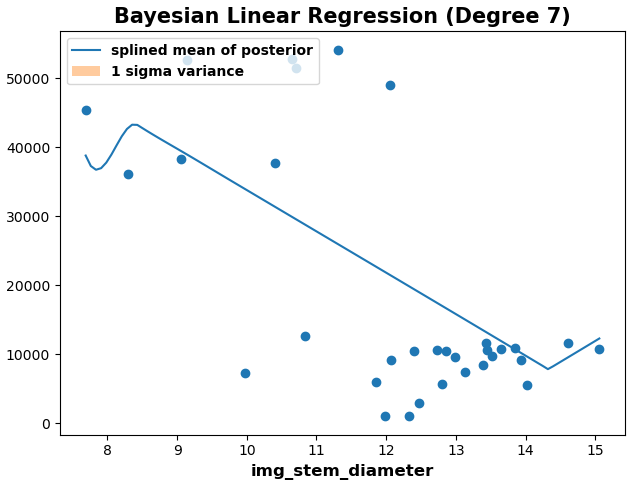 Bayesian Linear Regression (Degree 7)
splined mean of posterior
1 sigma variance
50000
40000
30000
20000
10000
0
8 9 10 11 12 13 14 15
img_stem_diameter